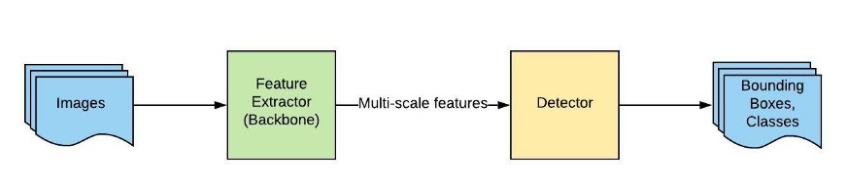 Images
Feature
Extractor
(Backbone)
Multi-scale features
Detector
Bounding
Boxes,
Classes